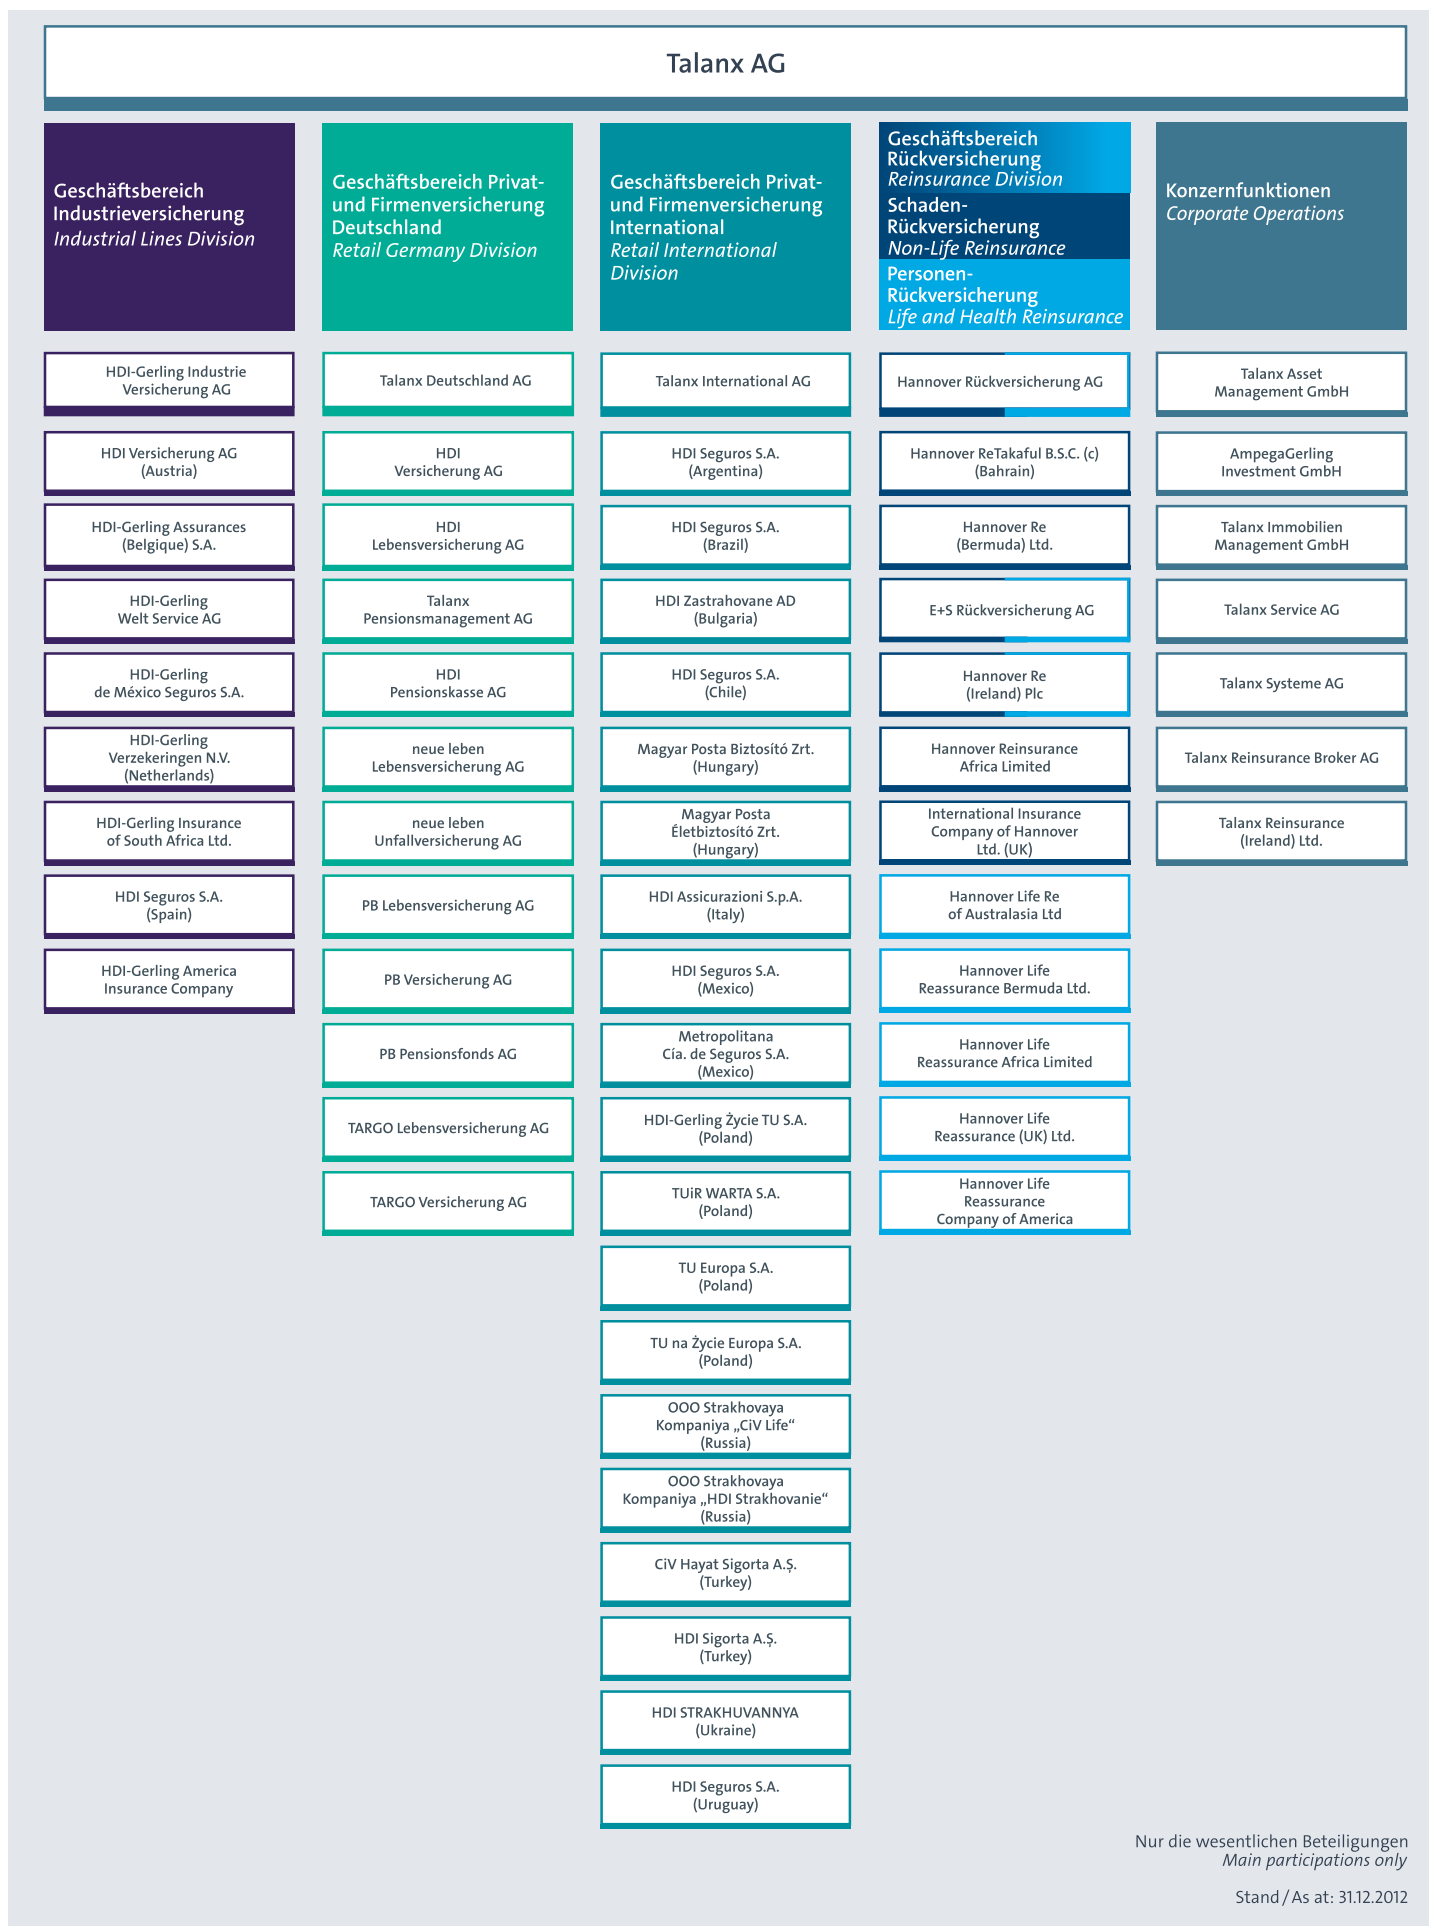 Talanx AG
Geschäftsbereich
Industrieversicherung
Industrial Lines Division
HDI-Gerling Industrie
Versicherung AG
HDI Versicherung AG
(Austria)
HDI-Gerling Assurances
(Belgique) S.A.
HDI-Gerling
Welt Service AG
HDI-Gerling
de México Seguros S.A.
HDI-Gerling
Verzekeringen N.V.
(Netherlands)
HDI-Gerling Insurance
of South Africa Ltd.
HDI Seguros S.A.
(Spain)
HDI-Gerling America
Insurance Company
Geschäftsbereich Privat-
und Firmenversicherung
Deutschland
Retail Germany Division
Talanx Deutschland AG
HDI
Versicherung AG
HDI
Lebensversicherung AG
Talanx
Pensionsmanagement AG
HDI
Pensionskasse AG
neue leben
Lebensversicherung AG
neue leben
Unfallversicherung AG
PB Lebensversicherung AG
PB Versicherung AG
PB Pensionsfonds AG
TARGO Lebensversicherung AG
TARGO Versicherung AG
Geschäftsbereich Privat-
und Firmenversicherung
International
Retail International
Division
Talanx International AG
HDI Seguros S.A.
(Argentina)
HDI Seguros S.A.
(Brazil)
HDI Zastrahovane AD
(Bulgaria)
HDI Seguros S.A.
(Chile)
Magyar Posta Biztosító Zrt.
(Hungary)
Magyar Posta
Életbiztosító Zrt.
(Hungary)
HDI Assicurazioni S.p.A.
(Italy)
HDI Seguros S.A.
(Mexico)
Metropolitana
Cía. de Seguros S.A.
(Mexico)
HDI-Gerling Życie TU S.A.
(Poland)
TUiR WARTA S.A.
(Poland)
TU Europa S.A.
(Poland)
TU na Życie Europa S.A.
(Poland)
OOO Strakhovaya
Kompaniya „CiV Life“
(Russia)
OOO Strakhovaya
Kompaniya „HDI Strakhovanie“
(Russia)
CiV Hayat Sigorta A.Ş.
(Turkey)
HDI Sigorta A.Ş.
(Turkey)
HDI STRAKHUVANNYA
(Ukraine)
HDI Seguros S.A.
(Uruguay)
Geschäftsbereich
Rückversicherung
Reinsurance Division
Schaden-
Rückversicherung
Non-Life Reinsurance
Personen-
Rückversicherung
Life and Health Reinsurance
Hannover Rückversicherung AG
Hannover ReTakaful B.S.C. (c)
(Bahrain)
Hannover Re
(Bermuda) Ltd.
E+S Rückversicherung AG
Hannover Re
(Ireland) Plc
Hannover Reinsurance
Africa Limited
International Insurance
Company of Hannover
Ltd. (UK)
Hannover Life Re
of Australasia Ltd
Hannover Life
Reassurance Bermuda Ltd.
Hannover Life
Reassurance Africa Limited
Hannover Life
Reassurance (UK) Ltd.
Hannover Life
Reassurance
Company of America
Konzernfunktionen
Corporate Operations
Talanx Asset
Management GmbH
AmpegaGerling
Investment GmbH
Talanx Immobilien
Management GmbH
Talanx Service AG
Talanx Systeme AG
Talanx Reinsurance Broker AG
Talanx Reinsurance
(Ireland) Ltd.
Nur die wesentlichen Beteiligungen
Main participations only
Stand / As at: 31.12.2012